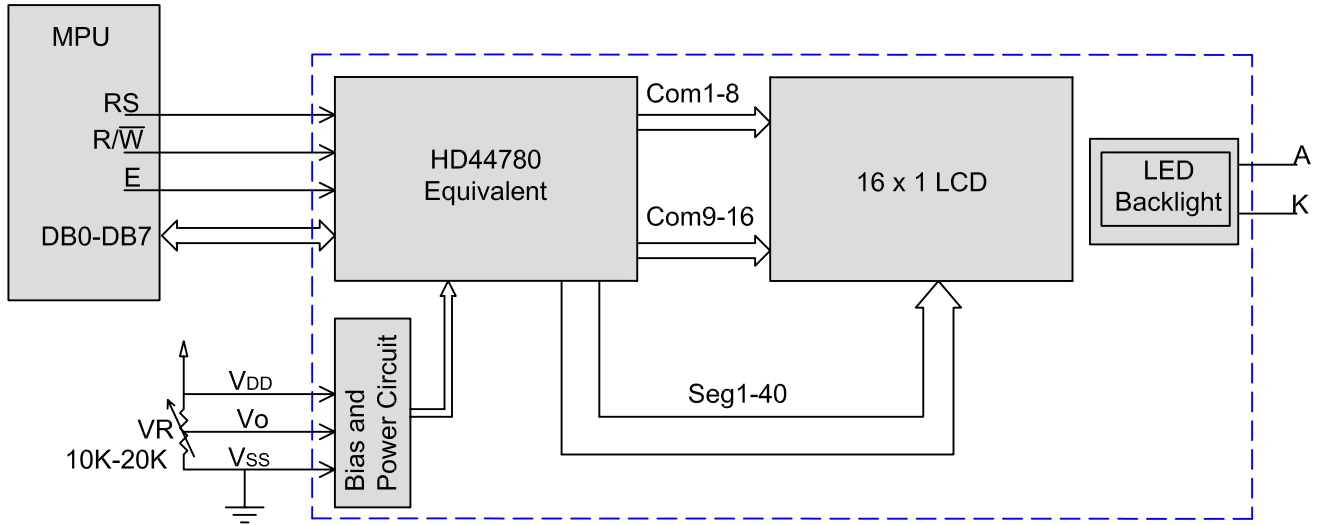 MPU
RS
R/W̅
E
DB0-DB7
HD44780
Equivalent
Com1-8
Com9-16
16 x 1 LCD
LED
Backlight
A
K
VDD
Vo
VSS
VR
10K-20K
Bias and
Power Circuit
Seg1-40